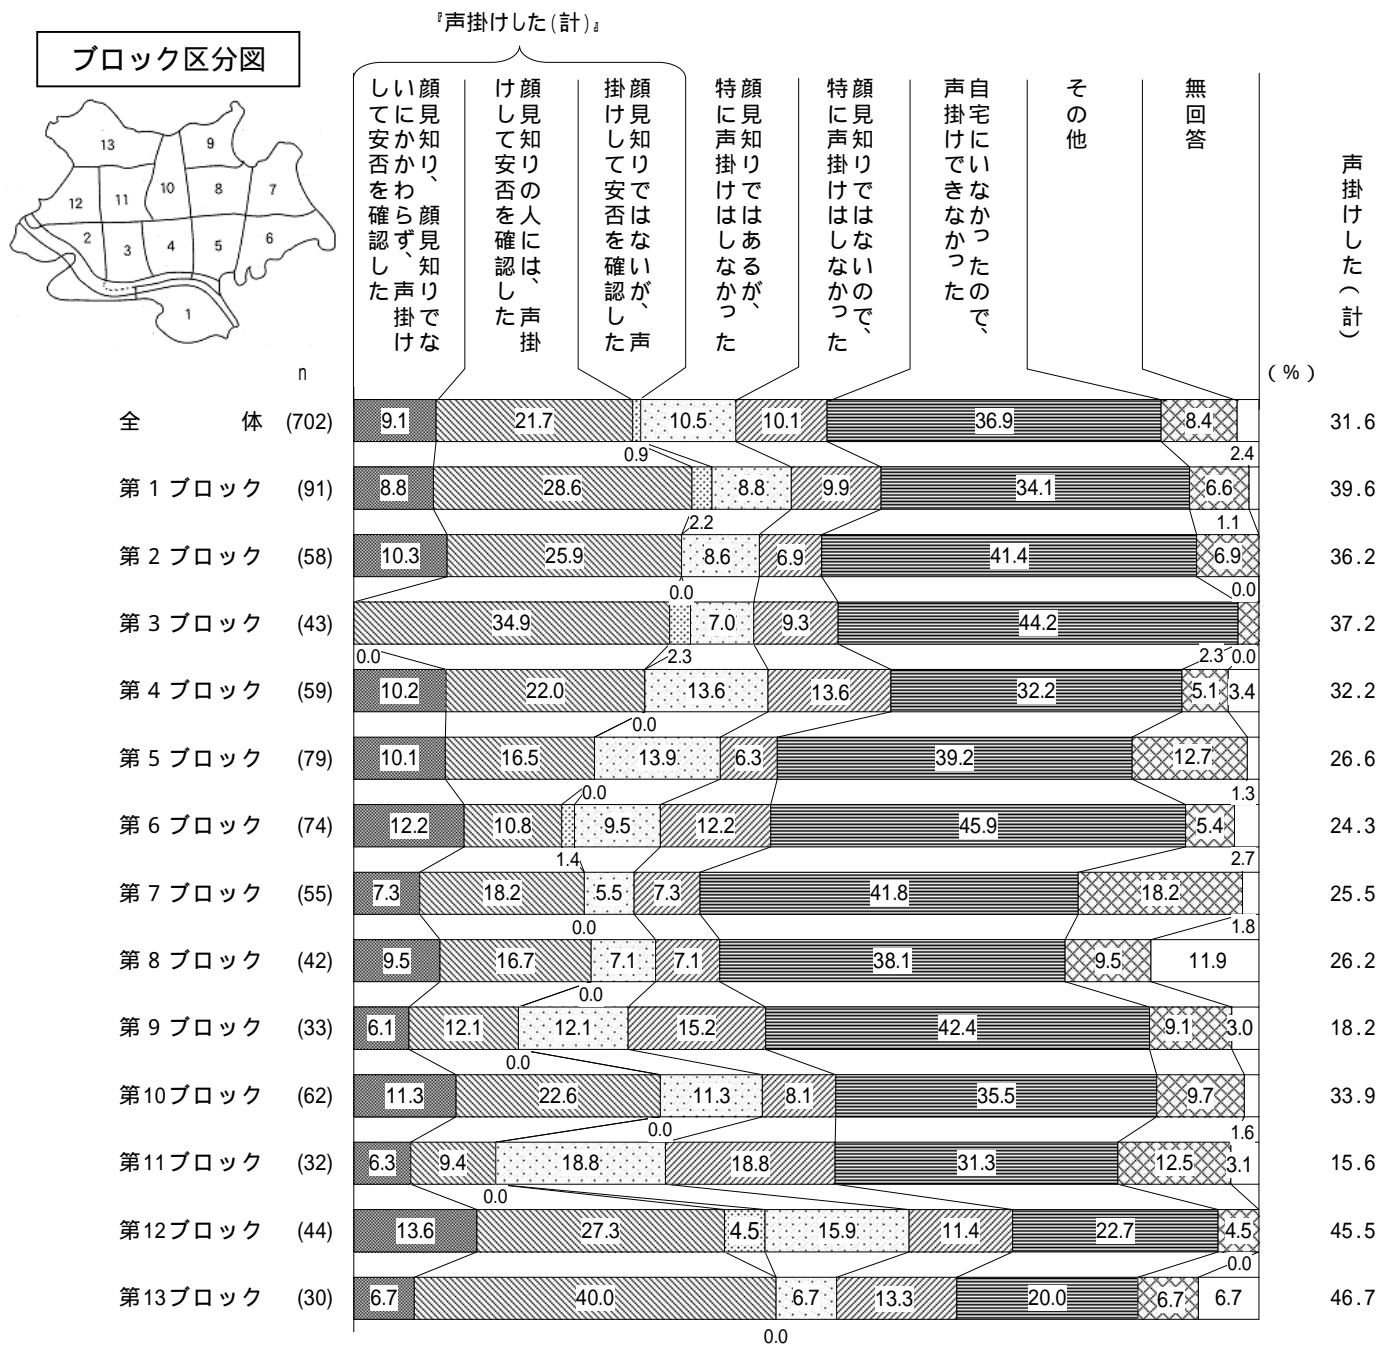 『声掛けした(計)』
ブロック区分図
13
9
10
8
7
12
11
2
3
4
5
6
1
顔見知り、顔見知りでな
いにかかわらず、声掛け
して安否を確認した
顔見知りの人には、声掛
けして安否を確認した
顔見知りではないが、声
掛けして安否を確認した
顔見知りではあるが、
特に声掛けはしなかった
顔見知りではないので、
特に声掛けはしなかった
自宅にいなかったので、
声掛けできなかった
その他
無回答
声掛けした(計)
n
(%)
全体 (702) 9.1 21.7 10.5 10.1 36.9 8.4 31.6
0.9 2.4
第1ブロック (91) 8.8 28.6 8.8 9.9 34.1 6.6 39.6
2.2 1.1
第2ブロック (58) 10.3 25.9 8.6 6.9 41.4 6.9 36.2
0.0 0.0
第3ブロック (43) 34.9 7.0 9.3 44.2 37.2
0.0 2.3 2.3 0.0
第4ブロック (59) 10.2 22.0 13.6 13.6 32.2 5.1 3.4 32.2
0.0
第5ブロック (79) 10.1 16.5 13.9 6.3 39.2 12.7 26.6
0.0 1.3
第6ブロック (74) 12.2 10.8 9.5 12.2 45.9 5.4 24.3
1.4 2.7
第7ブロック (55) 7.3 18.2 5.5 7.3 41.8 18.2 25.5
0.0 1.8
第8ブロック (42) 9.5 16.7 7.1 7.1 38.1 9.5 11.9 26.2
0.0
第9ブロック (33) 6.1 12.1 12.1 15.2 42.4 9.1 3.0 18.2
0.0
第10ブロック (62) 11.3 22.6 11.3 8.1 35.5 9.7 33.9
0.0 1.6
第11ブロック (32) 6.3 9.4 18.8 18.8 31.3 12.5 3.1 15.6
0.0
第12ブロック (44) 13.6 27.3 4.5 15.9 11.4 22.7 4.5 45.5
0.0
第13ブロック (30) 6.7 40.0 6.7 13.3 20.0 6.7 6.7 46.7
0.0